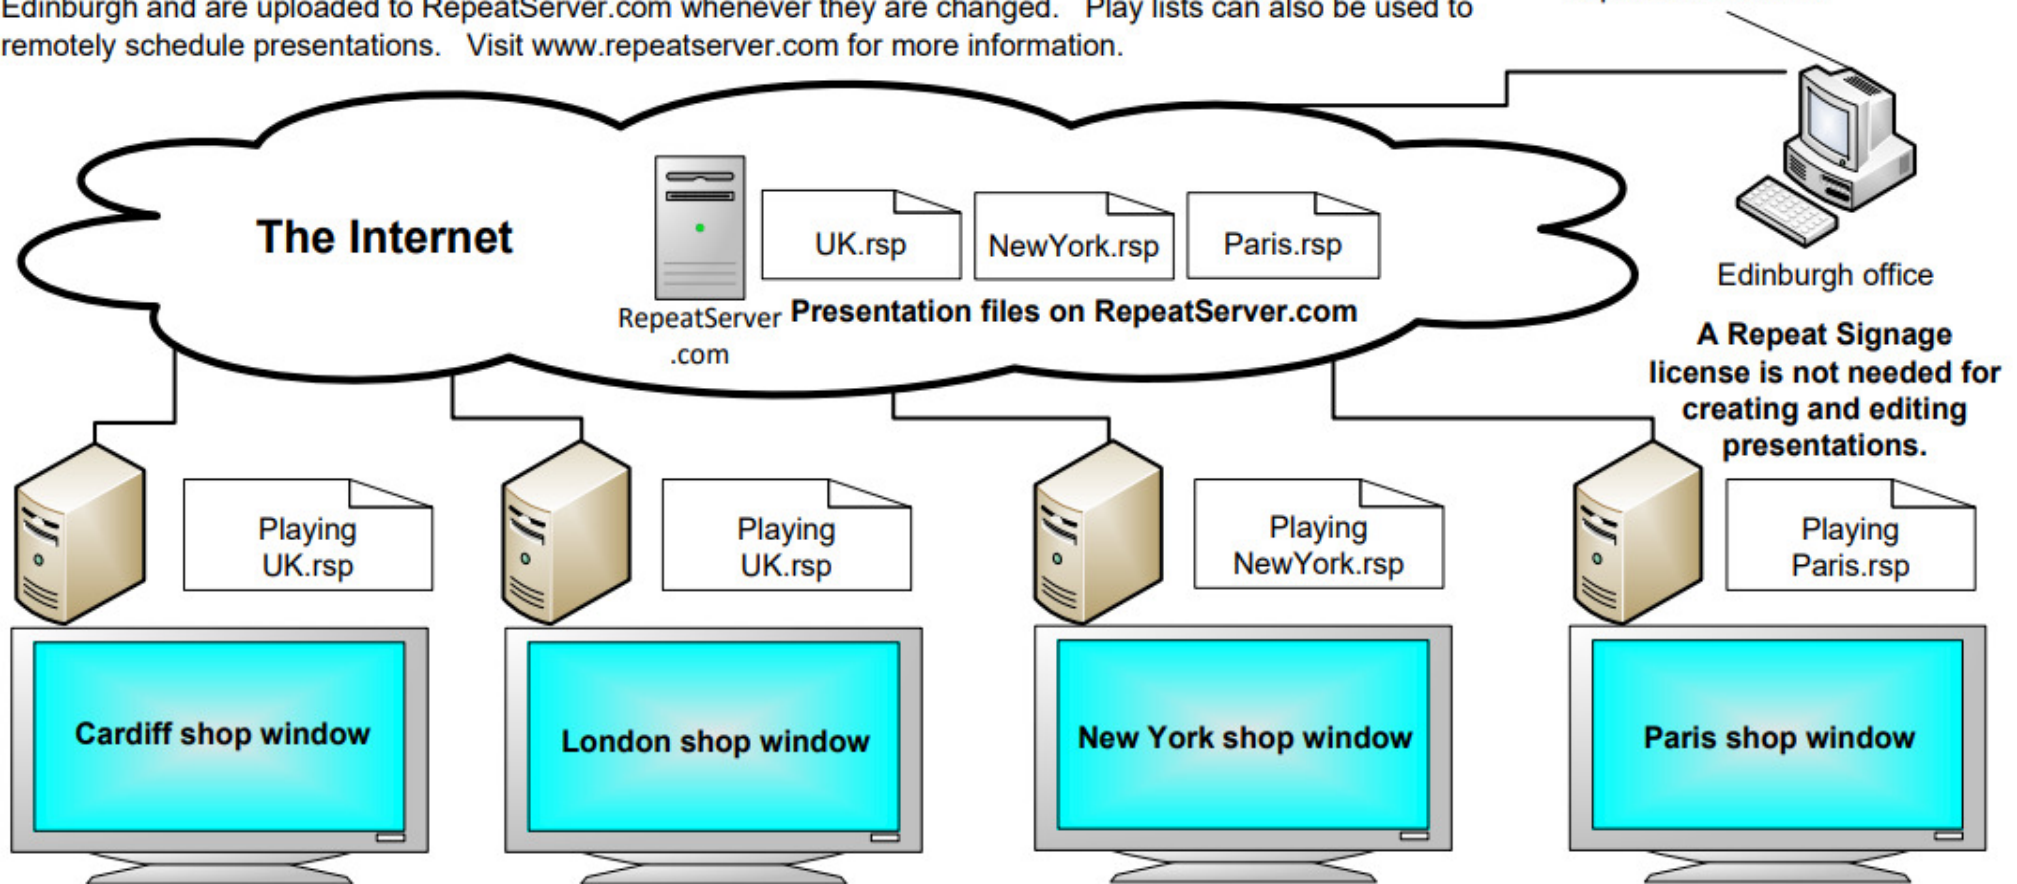 Edinburgh and are uploaded to RepeatServer.com whenever they are changed. Play lists can also be used to
remotely schedule presentations. Visit www.repeatserver.com for more information.
The Internet
UK.rsp
NewYork.rsp
Paris.rsp
RepeatServer
.com
Presentation files on RepeatServer.com
Edinburgh office
A Repeat Signage
license is not needed for
creating and editing
presentations.
Playing
UK.rsp
Playing
UK.rsp
Playing
NewYork.rsp
Playing
Paris.rsp
Cardiff shop window
London shop window
New York shop window
Paris shop window